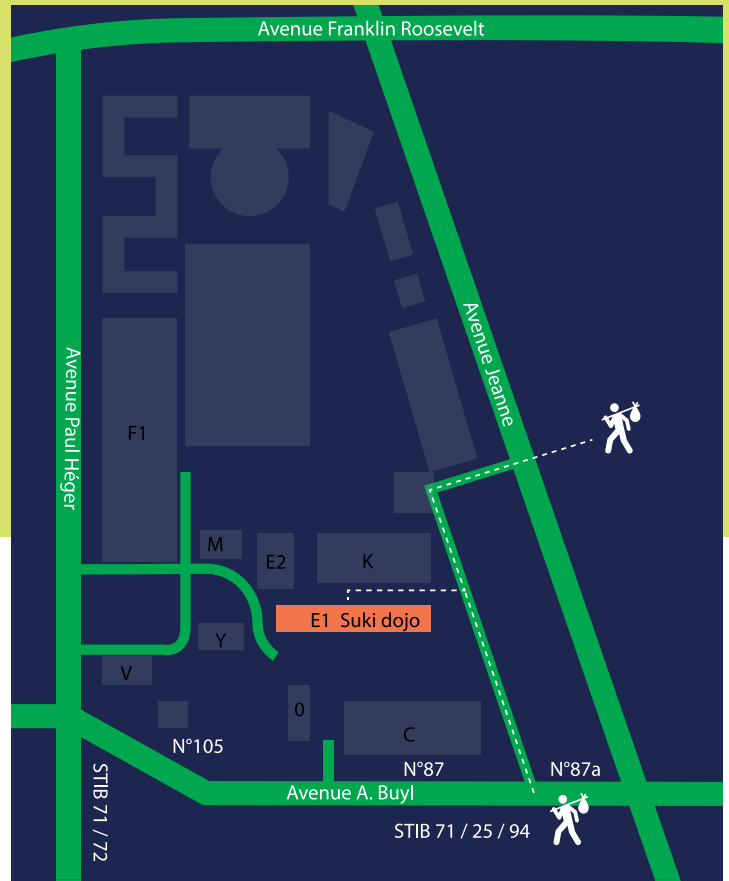 Avenue Franklin Roosevelt
Avenue Jeanne
Avenue Paul Héger
F1
M
E2
K
E1 Suki dojo
Y
V
0
C
N°105
N°87
N°87a
Avenue A. Buyl
STIB 71 / 72
STIB 71 / 25 / 94